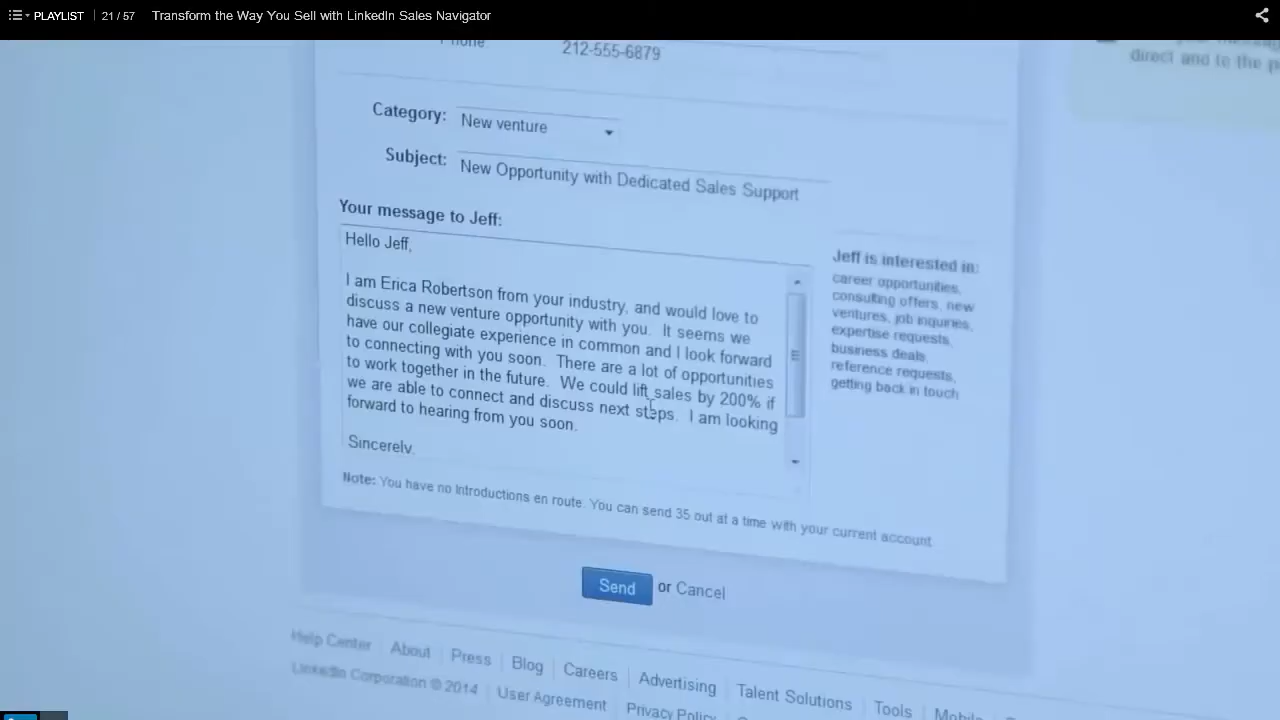 PLAYLIST 21 / 57 Transform the Way You Sell with LinkedIn Sales Navigator
Phone 212-555-6879
direct and to the
Category: New venture
Subject: New Opportunity with Dedicated Sales Support
Your message to Jeff:
Hello Jeff,
I am Erica Robertson from your industry, and would love to
discuss a new venture opportunity with you. It seems we
have our collegiate experience in common and I look forward
to connecting with you soon. There are a lot of opportunities
to work together in the future. We could lift sales by 200% if
we are able to connect and discuss next steps. I am looking
forward to hearing from you soon.
Sincerely,
Jeff is interested in:
career opportunities,
consulting offers, new
ventures, job inquiries,
expertise requests,
business deals,
reference requests,
getting back in touch
Note: You have no Introductions en route. You can send 35 out at a time with your current account.
Send or Cancel
Help Center About Press Blog Careers Advertising Talent Solutions Tools Mobile
LinkedIn Corporation © 2014 User Agreement Privacy Policy